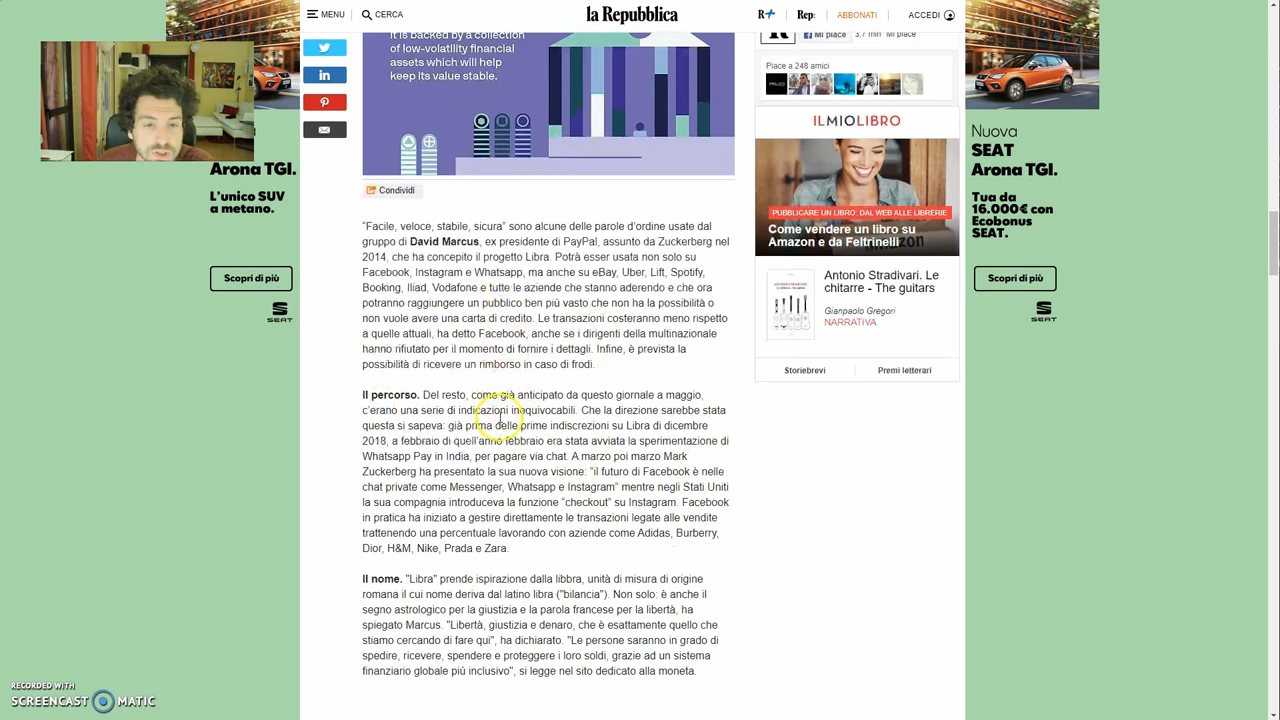 MENU
CERCA
la Repubblica
R+
Rep:
ABBONATI
ACCEDI
It is backed by a collection
of low-volatility financial
assets which will help
keep its value stable.
Mi piace
Mi piace
Piace a 248 amici
ILMIOLIBRO
PUBBLICARE UN LIBRO: DAL WEB ALLE LIBRERIE
Come vendere un libro su
Amazon e da Feltrinelli
Antonio Stradivari. Le
chitarre - The guitars
Gianpaolo Gregori
NARRATIVA
Storiebrevi
Premi letterari
Arona TGI.
L'unico SUV
a metano.
Scopri di più
SEAT
Nuova
SEAT
Arona TGI.
Tua da
16.000€ con
Ecobonus
SEAT.
Scopri di più
SEAT
Condividi
“Facile, veloce, stabile, sicura” sono alcune delle parole d’ordine usate dal
gruppo di David Marcus, ex presidente di PayPal, assunto da Zuckerberg nel
2014, che ha concepito il progetto Libra. Potrà esser usata non solo su
Facebook, Instagram e Whatsapp, ma anche su eBay, Uber, Lift, Spotify,
Booking, Iliad, Vodafone e tutte le aziende che stanno aderendo e che ora
potranno raggiungere un pubblico ben più vasto che non ha la possibilità o
non vuole avere una carta di credito. Le transazioni costeranno meno rispetto
a quelle attuali, ha detto Facebook, anche se i dirigenti della multinazionale
hanno rifiutato per il momento di fornire i dettagli. Infine, è prevista la
possibilità di ricevere un rimborso in caso di frodi.
Il percorso. Del resto, come già anticipato da questo giornale a maggio,
c’erano una serie di indicazioni inequivocabili. Che la direzione sarebbe stata
questa si sapeva: già prima delle prime indiscrezioni su Libra di dicembre
2018, a febbraio di quell’anno febbraio era stata avviata la sperimentazione di
Whatsapp Pay in India, per pagare via chat. A marzo poi marzo Mark
Zuckerberg ha presentato la sua nuova visione: “il futuro di Facebook è nelle
chat private come Messenger, Whatsapp e Instagram” mentre negli Stati Uniti
la sua compagnia introduceva la funzione “checkout” su Instagram. Facebook
in pratica ha iniziato a gestire direttamente le transazioni legate alle vendite
trattenendo una percentuale lavorando con aziende come Adidas, Burberry,
Dior, H&M, Nike, Prada e Zara.
Il nome. "Libra" prende ispirazione dalla libbra, unità di misura di origine
romana il cui nome deriva dal latino libra ("bilancia"). Non solo: è anche il
segno astrologico per la giustizia e la parola francese per la libertà, ha
spiegato Marcus. "Libertà, giustizia e denaro, che è esattamente quello che
stiamo cercando di fare qui", ha dichiarato. "Le persone saranno in grado di
spedire, ricevere, spendere e proteggere i loro soldi, grazie ad un sistema
finanziario globale più inclusivo", si legge nel sito dedicato alla moneta.
RECORDED WITH
SCREENCAST MATIC